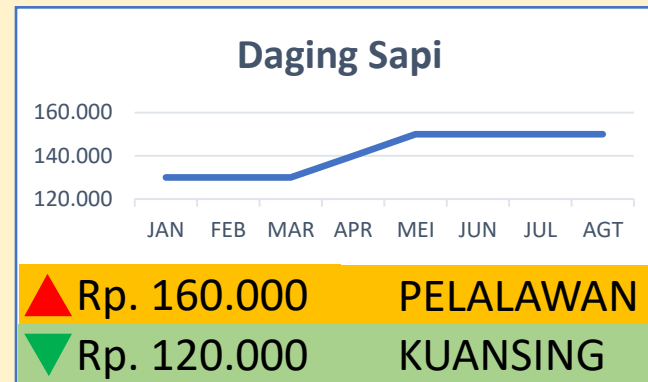 Daging Sapi
160.000
140.000
120.000
JAN FEB MAR APR MEI JUN JUL AGT
Rp. 160.000 PELALAWAN
Rp. 120.000 KUANSING